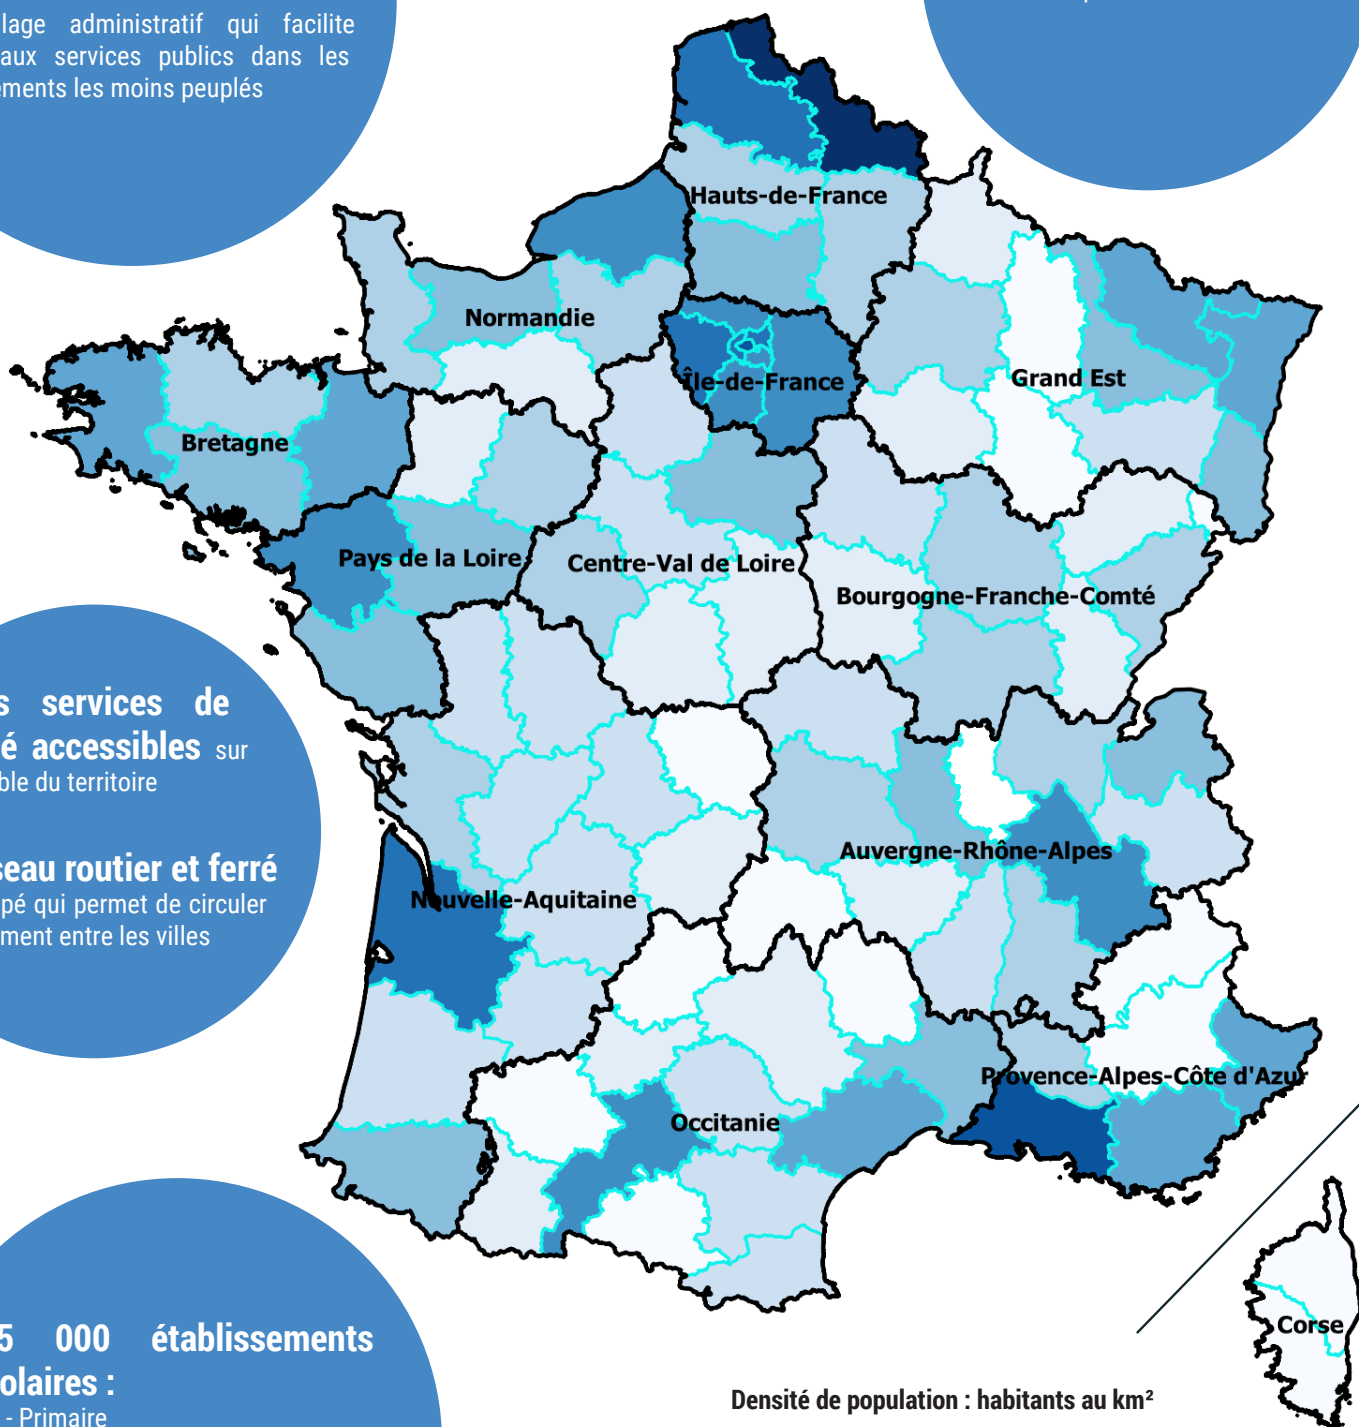 lage administratif qui facilite
aux services publics dans les
ements les moins peuplés
Hauts-de-France
Normandie
Île-de-France
Grand Est
Bretagne
Pays de la Loire
Centre-Val de Loire
Bourgogne-Franche-Comté
s services de
é accessibles sur
ble du territoire
seau routier et ferré
pé qui permet de circuler
ment entre les villes
Auvergne-Rhône-Alpes
Nouvelle-Aquitaine
Provence-Alpes-Côte d'Azur
Occitanie
Corse
5 000 établissements
olaires :
- Primaire
Densité de population : habitants au km²